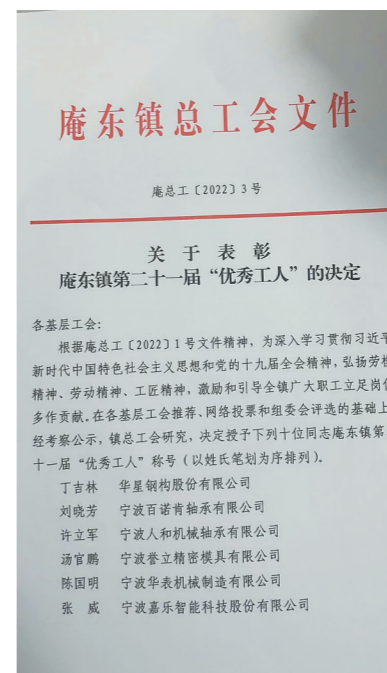 庵东镇总工会文件
庵总工〔2022〕3号
关于表彰
庵东镇第二十一届“优秀工人”的决定
各基层工会：
根据庵总工〔2022〕1号文件精神，为深入学习贯彻习近平
新时代中国特色社会主义思想和党的十九届全会精神，弘扬劳模
精神、劳动精神、工匠精神，激励和引导全镇广大职工立足岗位
多作贡献。在各基层工会推荐、网络投票和组委会评选的基础上
经考察公示，镇总工会研究，决定授予下列十位同志庵东镇第
十一届“优秀工人”称号（以姓氏笔划为序排列）。
丁吉林 华星钢构股份有限公司
刘晓芳 宁波百诺肯轴承有限公司
许立军 宁波人和机械轴承有限公司
汤官鹏 宁波誉立精密模具有限公司
陈国明 宁波华表机械制造有限公司
张 威 宁波嘉乐智能科技股份有限公司